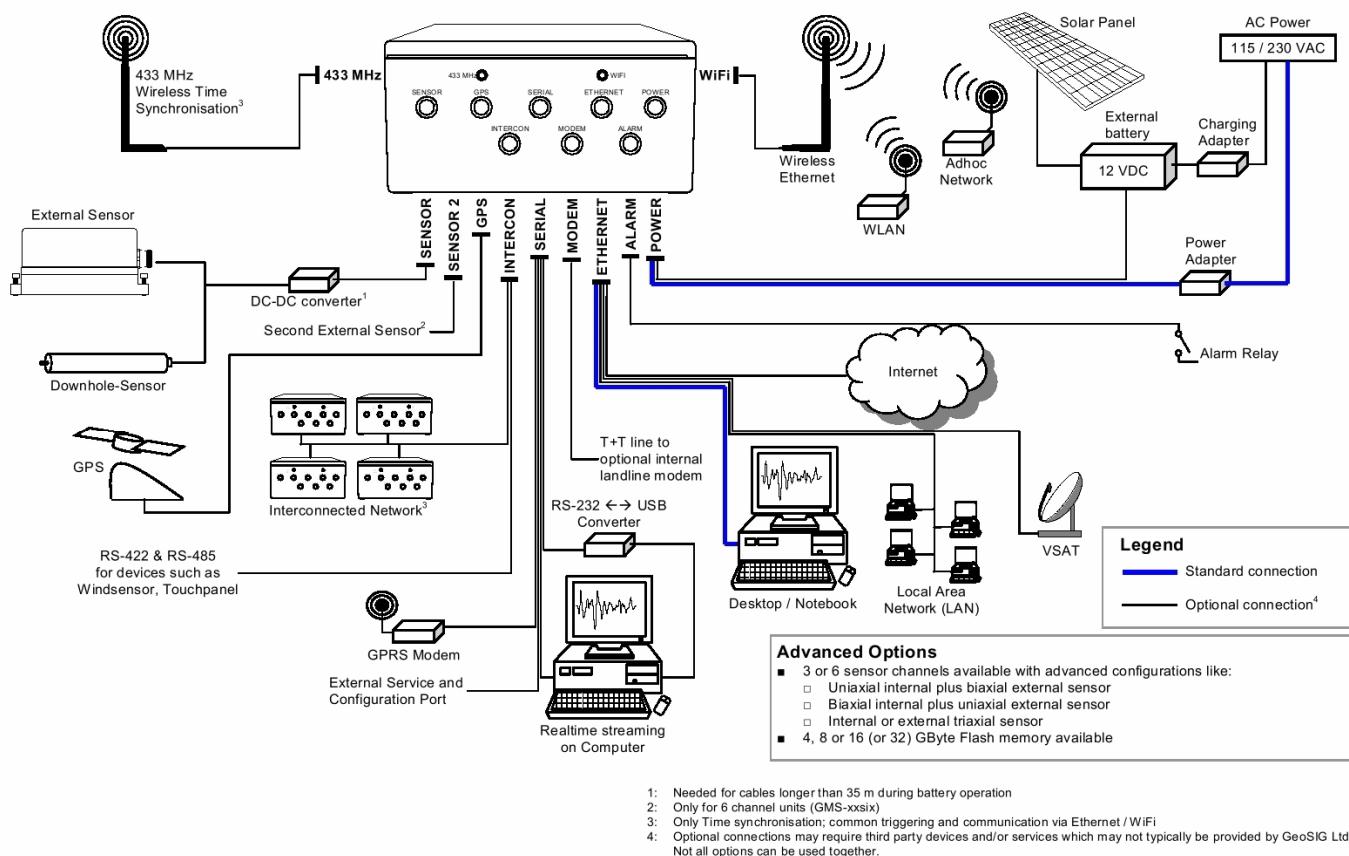 433 MHz
Wireless Time
Synchronisation3
433 MHz
433 MHz
WiFi
SENSOR
GPS
SERIAL
ETHERNET
POWER
INTERCON
MODEM
ALARM
WiFi
Wireless
Ethernet
WLAN
Adhoc
Network
Solar Panel
AC Power
115 / 230 VAC
External
battery
12 VDC
Charging
Adapter
Power
Adapter
SENSOR
SENSOR 2
GPS
INTERCON
SERIAL
MODEM
ETHERNET
ALARM
POWER
External Sensor
DC-DC converter1
Second External Sensor2
Downhole-Sensor
GPS
Interconnected Network3
RS-422 & RS-485
for devices such as
Windsensor, Touchpanel
GPRS Modem
External Service and
Configuration Port
T+T line to
optional internal
landline modem
RS-232 ←→ USB
Converter
Realtime streaming
on Computer
Internet
Alarm Relay
Desktop / Notebook
Local Area
Network (LAN)
VSAT
Legend
Standard connection
Optional connection4
Advanced Options
■ 3 or 6 sensor channels available with advanced configurations like:
□ Uniaxial internal plus biaxial external sensor
□ Biaxial internal plus uniaxial external sensor
□ Internal or external triaxial sensor
■ 4, 8 or 16 (or 32) GByte Flash memory available
1: Needed for cables longer than 35 m during battery operation
2: Only for 6 channel units (GMS-xxsix)
3: Only Time synchronisation; common triggering and communication via Ethernet / WiFi
4: Optional connections may require third party devices and/or services which may not typically be provided by GeoSIG Ltd
Not all options can be used together.